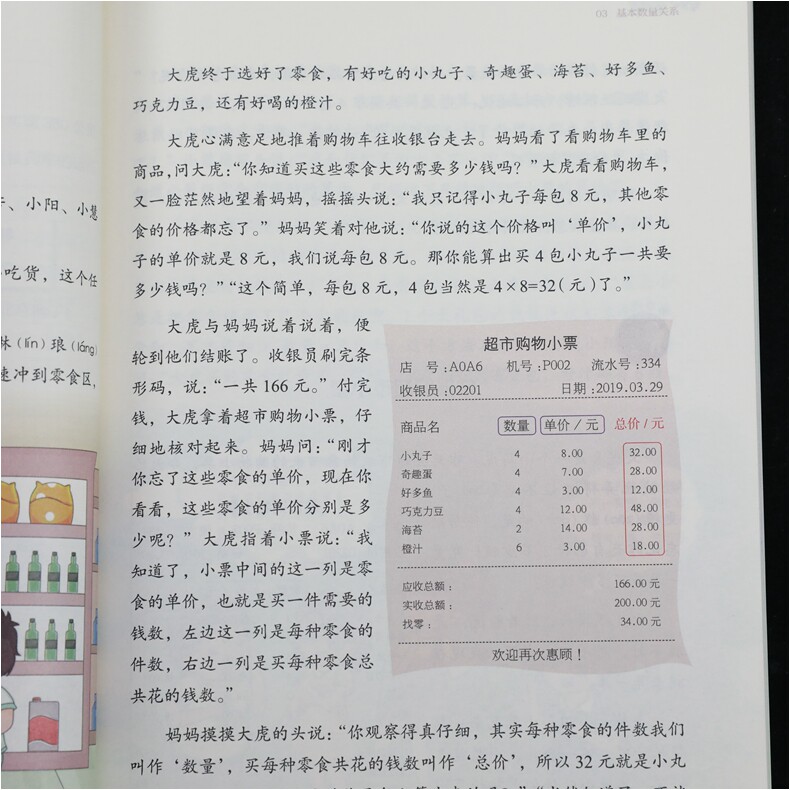 03 基本数量关系
大虎终于选好了零食，有好吃的小丸子、奇趣蛋、海苔、好多鱼、
巧克力豆，还有好喝的橙汁。
大虎心满意足地推着购物车往收银台走去。妈妈看了看购物车里的
商品，问大虎：“你知道买这些零食大约需要多少钱吗？”大虎看看购物车，
又一脸茫然地望着妈妈，摇摇头说：“我只记得小丸子每包 8 元，其他零
食的价格都忘了。”妈妈笑着对他说：“你说的这个价格叫‘单价’，小丸
子的单价就是 8 元，我们说每包 8 元。那你能算出买 4 包小丸子一共要
多少钱吗？”“这个简单，每包 8 元，4 包当然是 4×8=32（元）了。”
大虎与妈妈说着说着，便
轮到他们结账了。收银员刷完条
形码，说：“一共 166 元。”付完
钱，大虎拿着超市购物小票，仔
细地核对起来。妈妈问：“刚才
你忘了这些零食的单价，现在你
看看，这些零食的单价分别是多
少呢？”大虎指着小票说：“我
知道了，小票中间的这一列是零
食的单价，也就是买一件需要的
钱数，左边这一列是每种零食的
件数，右边一列是买每种零食总
共花的钱数。”
超市购物小票
店 号：A0A6 机号：P002 流水号：334
收银员：02201 日期：2019.03.29
商品名 数量 单价 / 元 总价 / 元
小丸子 4 8.00 32.00
奇趣蛋 4 7.00 28.00
好多鱼 4 3.00 12.00
巧克力豆 4 12.00 48.00
海苔 2 14.00 28.00
橙汁 6 3.00 18.00
应收总额： 166.00 元
实收总额： 200.00 元
找零： 34.00 元
欢迎再次惠顾！
妈妈摸摸大虎的头说：“你观察得真仔细，其实每种零食的件数我们
叫作‘数量’，买每种零食共花的钱数叫作‘总价’，所以 32 元就是小丸
、小阳、小慧
吃货，这个任
(lín) 琅 (láng)
速冲到零食区，